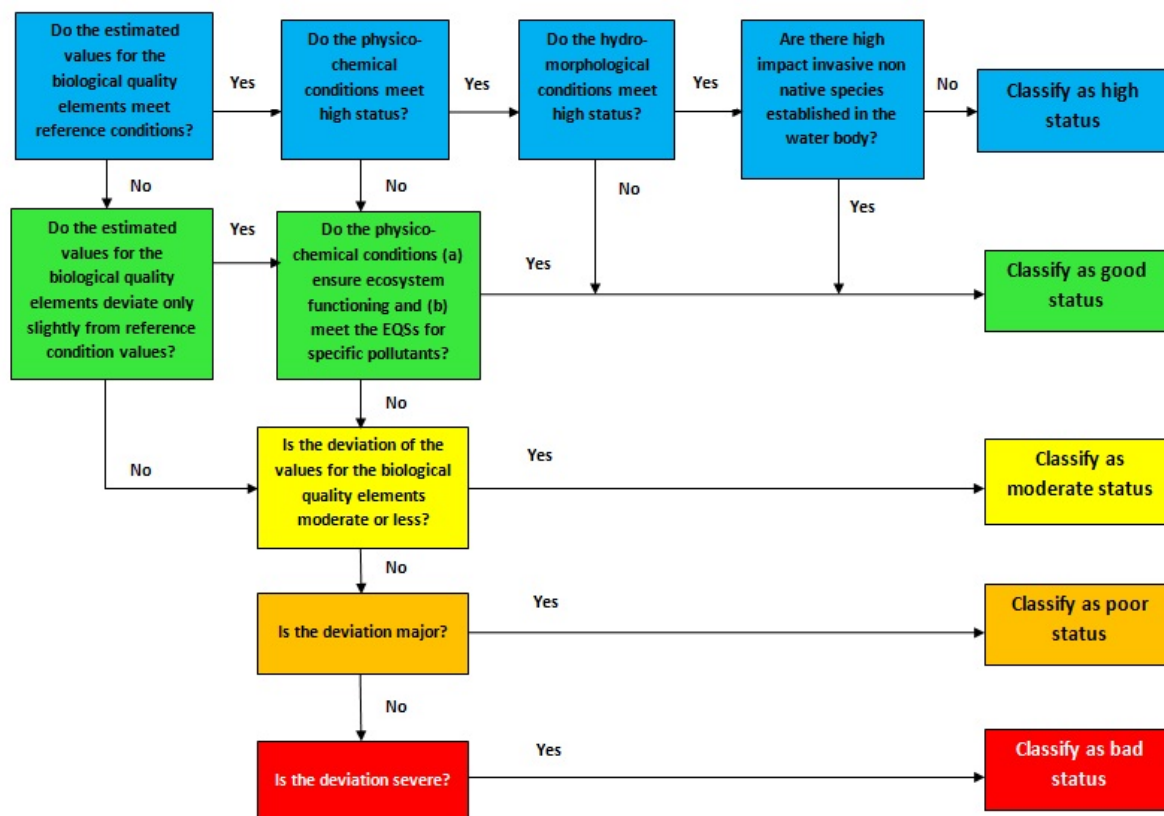 Do the estimated
values for the
biological quality
elements meet
reference conditions?
Yes
Do the physico-
chemical
conditions meet
high status?
Yes
Do the hydro-
morphological
conditions meet
high status?
Yes
Are there high
impact invasive non
native species
established in the
water body?
No
Classify as high
status
No
No
No
Yes
Do the estimated
values for the
biological quality
elements deviate only
slightly from reference
condition values?
Yes
Do the physico-
chemical conditions (a)
ensure ecosystem
functioning and (b)
meet the EQSs for
specific pollutants?
Yes
Classify as good
status
No
No
Is the deviation of the
values for the biological
quality elements
moderate or less?
Yes
Classify as
moderate status
No
Is the deviation major?
Yes
Classify as poor
status
No
Is the deviation severe?
Yes
Classify as bad
status